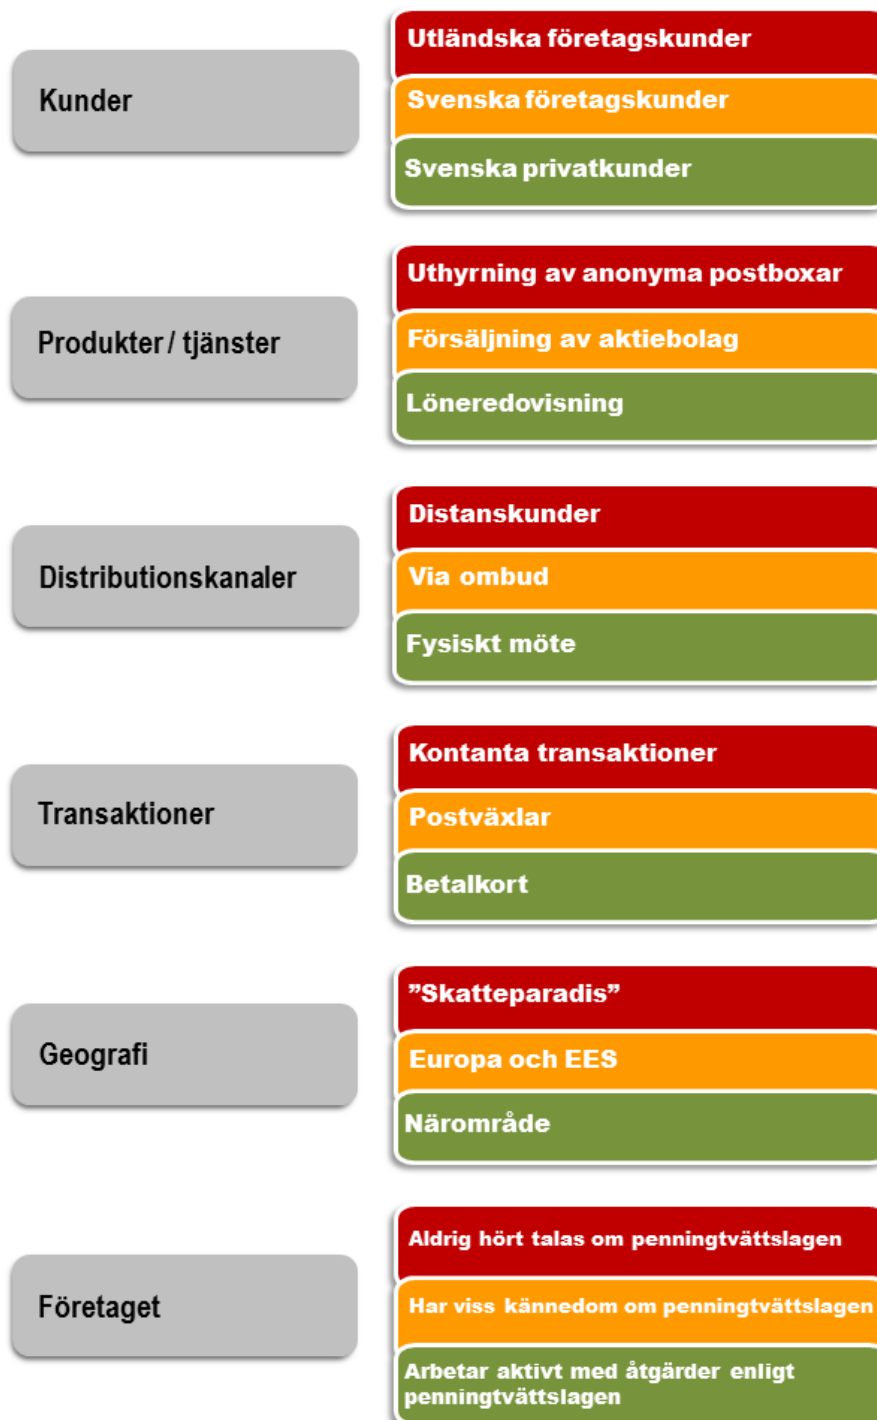 Kunder
Utländska företagskunder
Svenska företagskunder
Svenska privatkunder
Produkter / tjänster
Uthyrning av anonyma postboxar
Försäljning av aktiebolag
Löneredovisning
Distributionskanaler
Distanskunder
Via ombud
Fysiskt möte
Transaktioner
Kontanta transaktioner
Postväxlar
Betalkort
Geografi
”Skatteparadis”
Europa och EES
Närområde
Företaget
Aldrig hört talas om penningtvättslagen
Har viss kännedom om penningtvättslagen
Arbetar aktivt med åtgärder enligt
penningtvättslagen